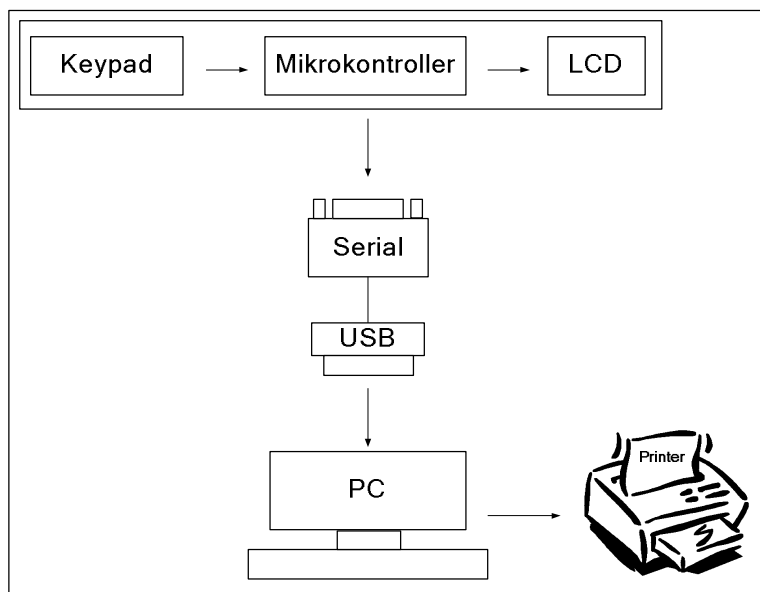 Keypad
Mikrokontroller
LCD
Serial
USB
PC
Printer